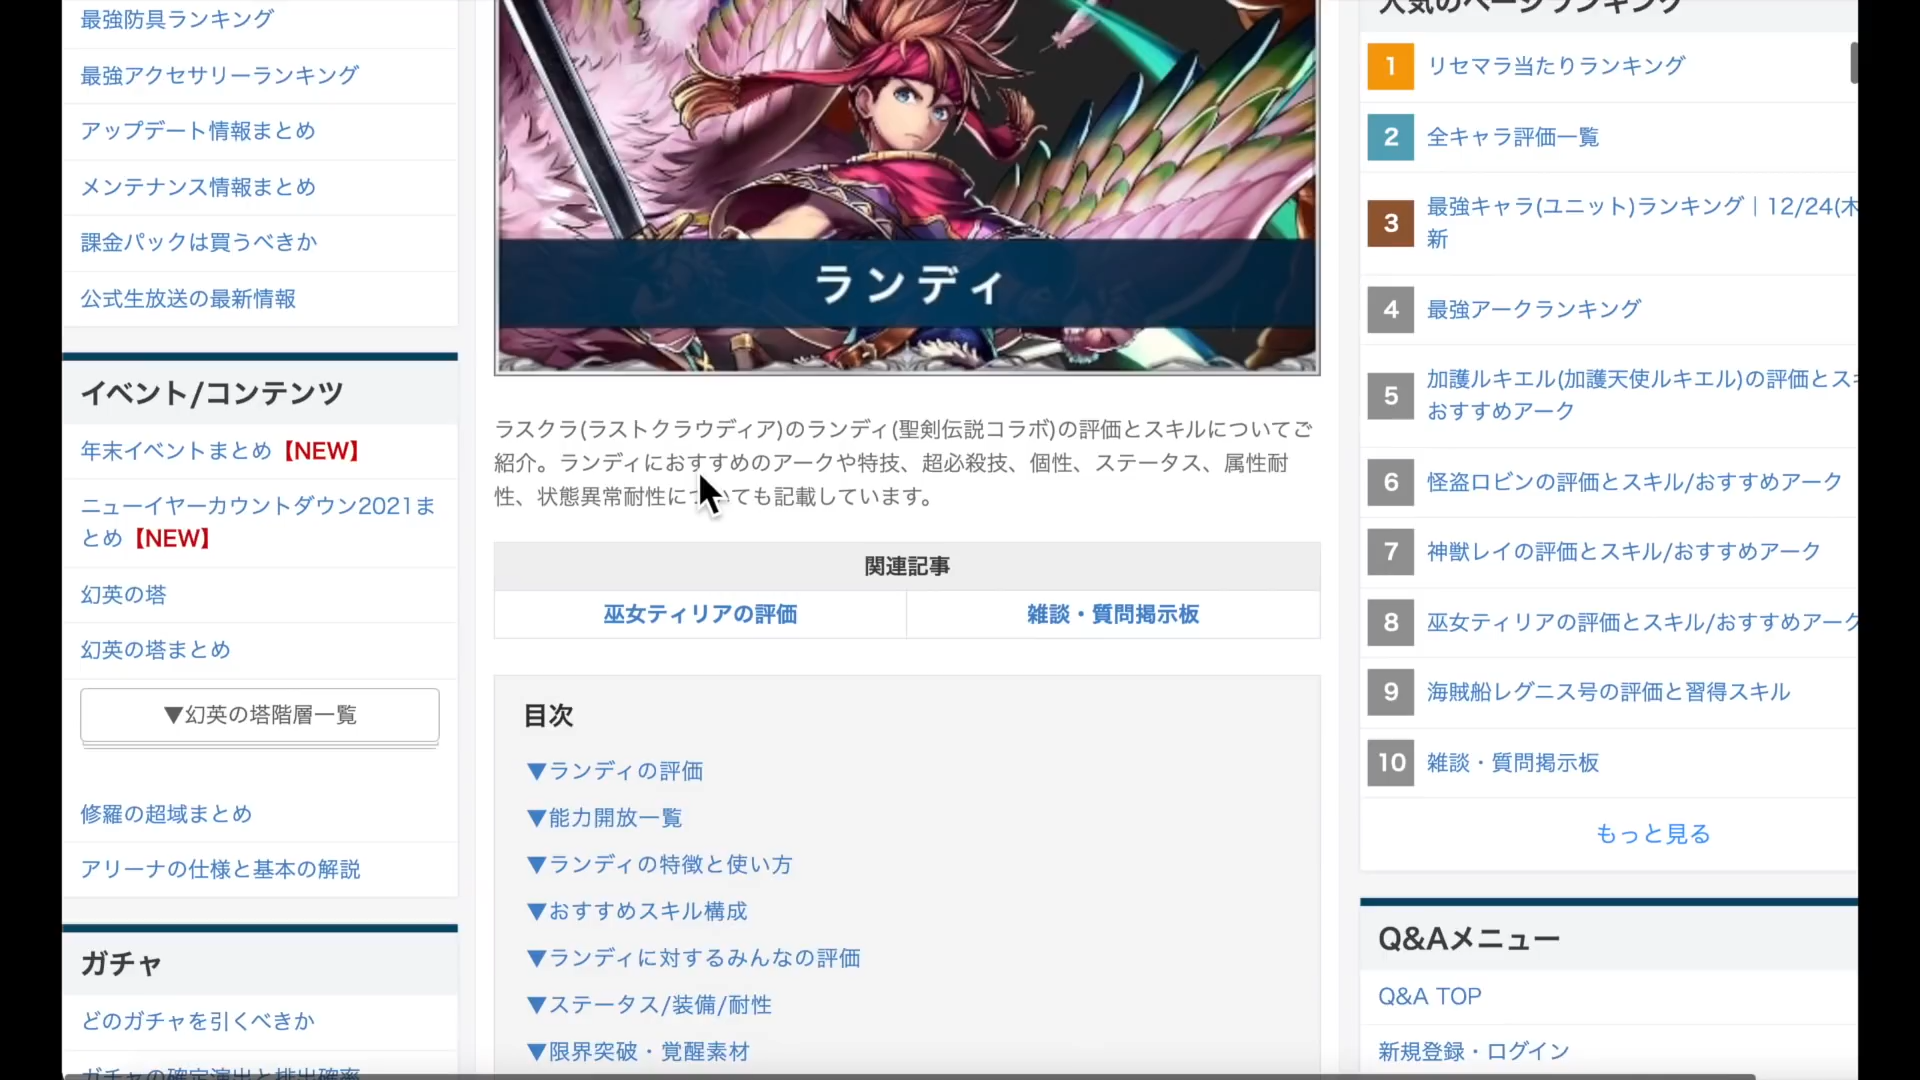 最強防具ランキング
最強アクセサリーランキング
アップデート情報まとめ
メンテナンス情報まとめ
課金パックは買うべきか
公式生放送の最新情報
イベント/コンテンツ
年末イベントまとめ【NEW】
ニューイヤーカウントダウン2021ま
とめ【NEW】
幻英の塔
幻英の塔まとめ
▼幻英の塔階層一覧
修羅の超域まとめ
アリーナの仕様と基本の解説
ガチャ
どのガチャを引くべきか
ガチャの確定演出と排出確率
ランディ
ラスクラ(ラストクラウディア)のランディ(聖剣伝説コラボ)の評価とスキルについてご
紹介。ランディにおすすめのアークや特技、超必殺技、個性、ステータス、属性耐
性、状態異常耐性についても記載しています。
関連記事
巫女ティリアの評価
雑談・質問掲示板
目次
▼ランディの評価
▼能力開放一覧
▼ランディの特徴と使い方
▼おすすめスキル構成
▼ランディに対するみんなの評価
▼ステータス/装備/耐性
▼限界突破・覚醒素材
人気のページランキング
1 リセマラ当たりランキング
2 全キャラ評価一覧
3 最強キャラ(ユニット)ランキング｜12/24(木
新
4 最強アークランキング
5 加護ルキエル(加護天使ルキエル)の評価とス
おすすめアーク
6 怪盗ロビンの評価とスキル/おすすめアーク
7 神獣レイの評価とスキル/おすすめアーク
8 巫女ティリアの評価とスキル/おすすめアーク
9 海賊船レグニス号の評価と習得スキル
10 雑談・質問掲示板
もっと見る
Q&Aメニュー
Q&A TOP
新規登録・ログイン